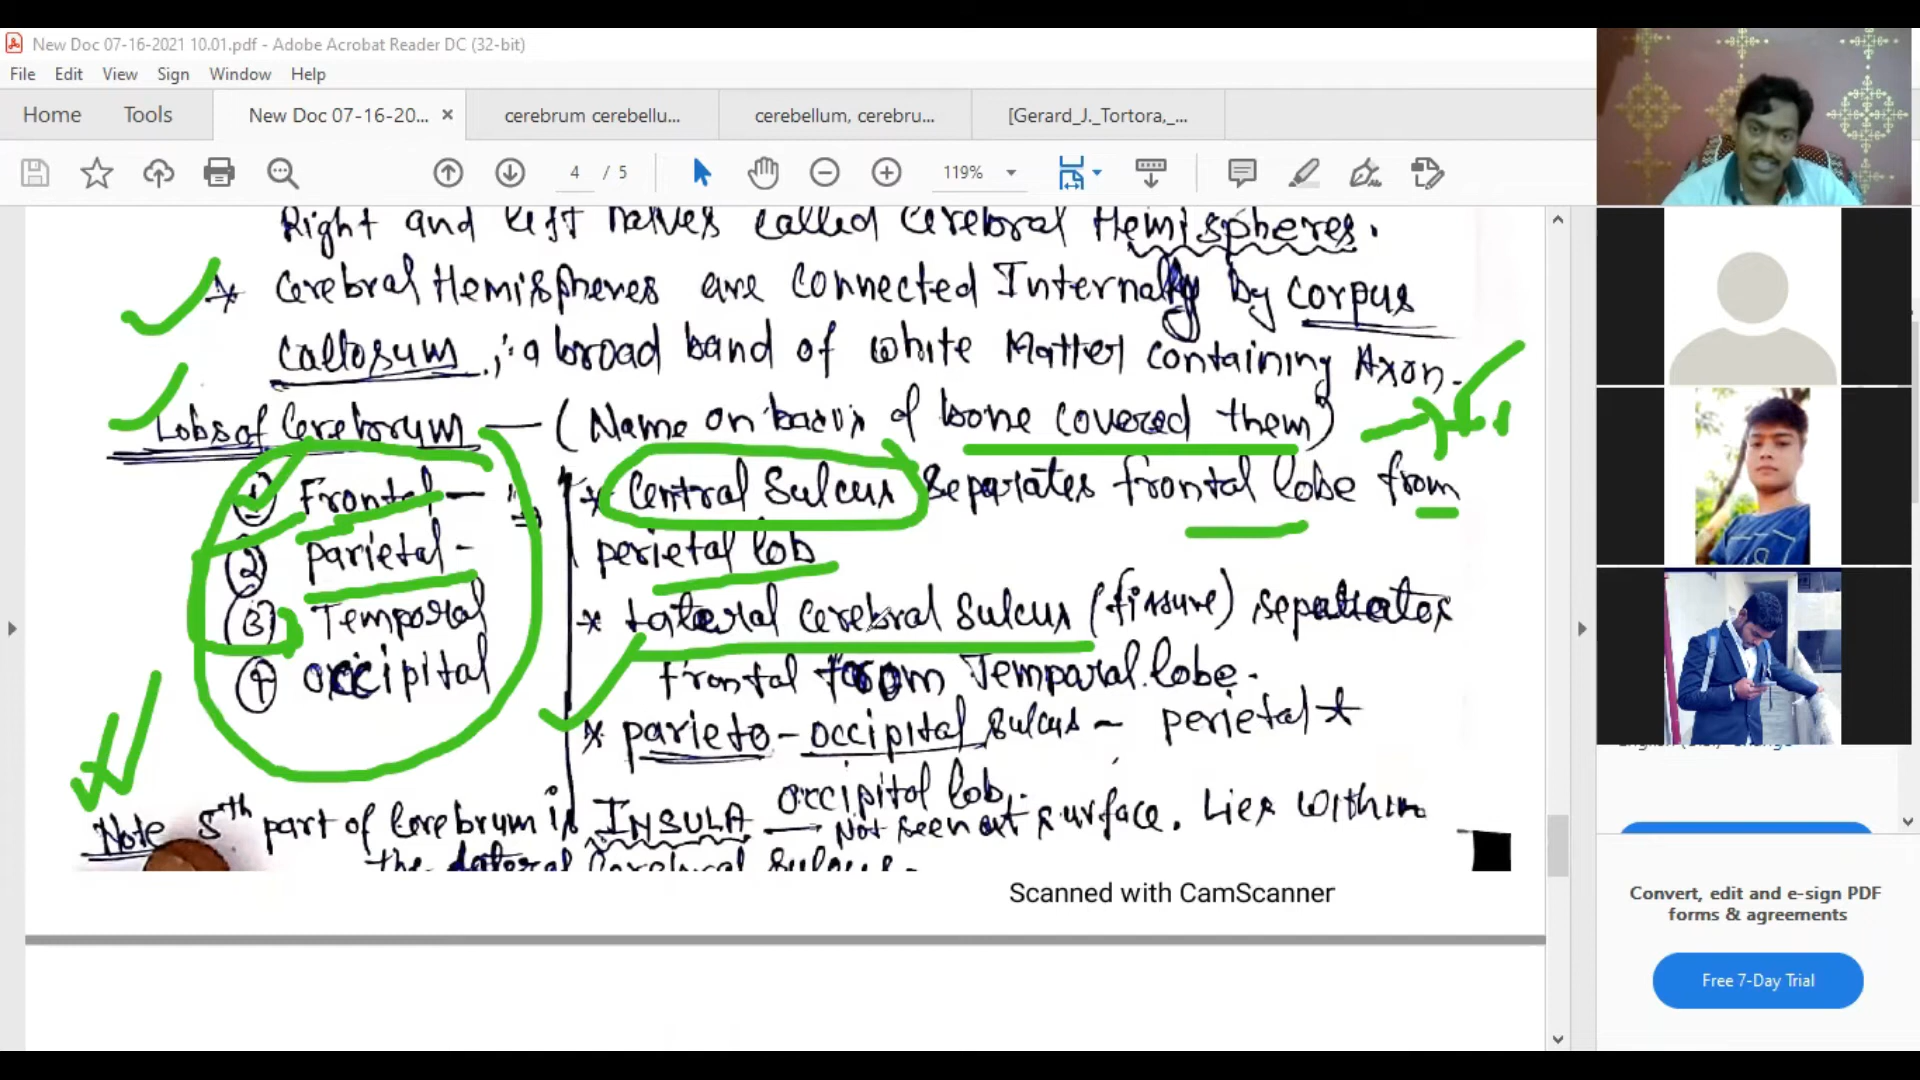 New Doc 07-16-2021 10.01.pdf - Adobe Acrobat Reader DC (32-bit)
File Edit View Sign Window Help
Home Tools New Doc 07-16-20... × cerebrum cerebellu... cerebellum, cerebru... [Gerard_J._Tortora,_...
4 / 5 119%
Right and left halves called Cerebral Hemispheres.
* Cerebral Hemispheres are connected Internally by corpus
callosum, a broad band of white Matter containing Axon.
Lobs of Cerebrum — (Name on basis of bone covered them)
① Frontal - * Central Sulcus separates frontal lobe from
② parietal - perietal lob
③ Temporal * Lateral Cerebral Sulcus (fissure) separates
④ occipital frontal from Temporal lobe.
* parieto - occipital sulcus - perietal +
occipital lob.
Note 5th part of Cerebrum is INSULA — Not seen at surface. Lies within
the lateral Cerebral Sulcus.
Scanned with CamScanner
Convert, edit and e-sign PDF
forms & agreements
Free 7-Day Trial